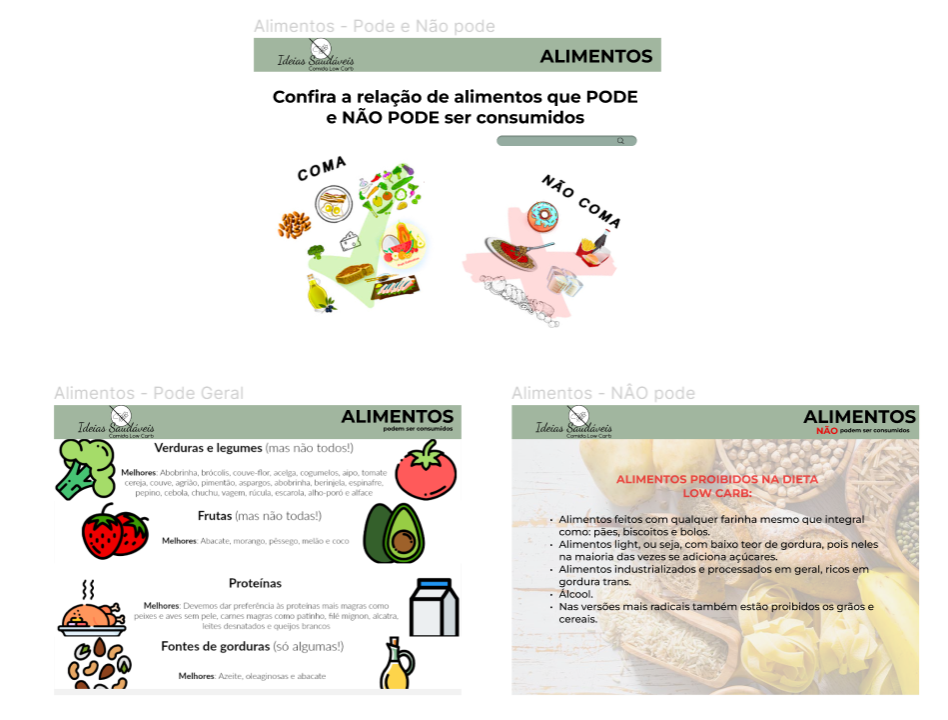 Alimentos - Pode e Não pode
Ideias Saudáveis
Comida Low Carb
ALIMENTOS
Confira a relação de alimentos que PODE
e NÃO PODE ser consumidos
COMA
NÃO COMA
Alimentos - Pode Geral
Ideias Saudáveis
Comida Low Carb
ALIMENTOS
podem ser consumidos
Verduras e legumes (mas não todos!)
Melhores: Abobrinha, brócolis, couve-flor, acelga, cogumelos, aipo, tomate
cereja, couve, agrião, pimentão, aspargos, abobrinha, berinjela, espinafre,
pepino, cebola, chuchu, vagem, rúcula, escarola, alho-poró e alface
Frutas (mas não todas!)
Melhores: Abacate, morango, pêssego, melão e coco
Proteínas
Melhores: Devemos dar preferência às proteínas mais magras como
peixes e aves sem pele, carnes magras como patinho, filé mignon, alcatra,
leites desnatados e queijos brancos
Fontes de gorduras (só algumas!)
Melhores: Azeite, oleaginosas e abacate
Alimentos - NÂO pode
Ideias Saudáveis
Comida Low Carb
ALIMENTOS
NÃO podem ser consumidos
ALIMENTOS PROIBIDOS NA DIETA
LOW CARB:
• Alimentos feitos com qualquer farinha mesmo que integral
como: pães, biscoitos e bolos.
• Alimentos light, ou seja, com baixo teor de gordura, pois neles
na maioria das vezes se adiciona açúcares.
• Alimentos industrializados e processados em geral, ricos em
gordura trans.
• Álcool.
• Nas versões mais radicais também estão proibidos os grãos e
cereais.